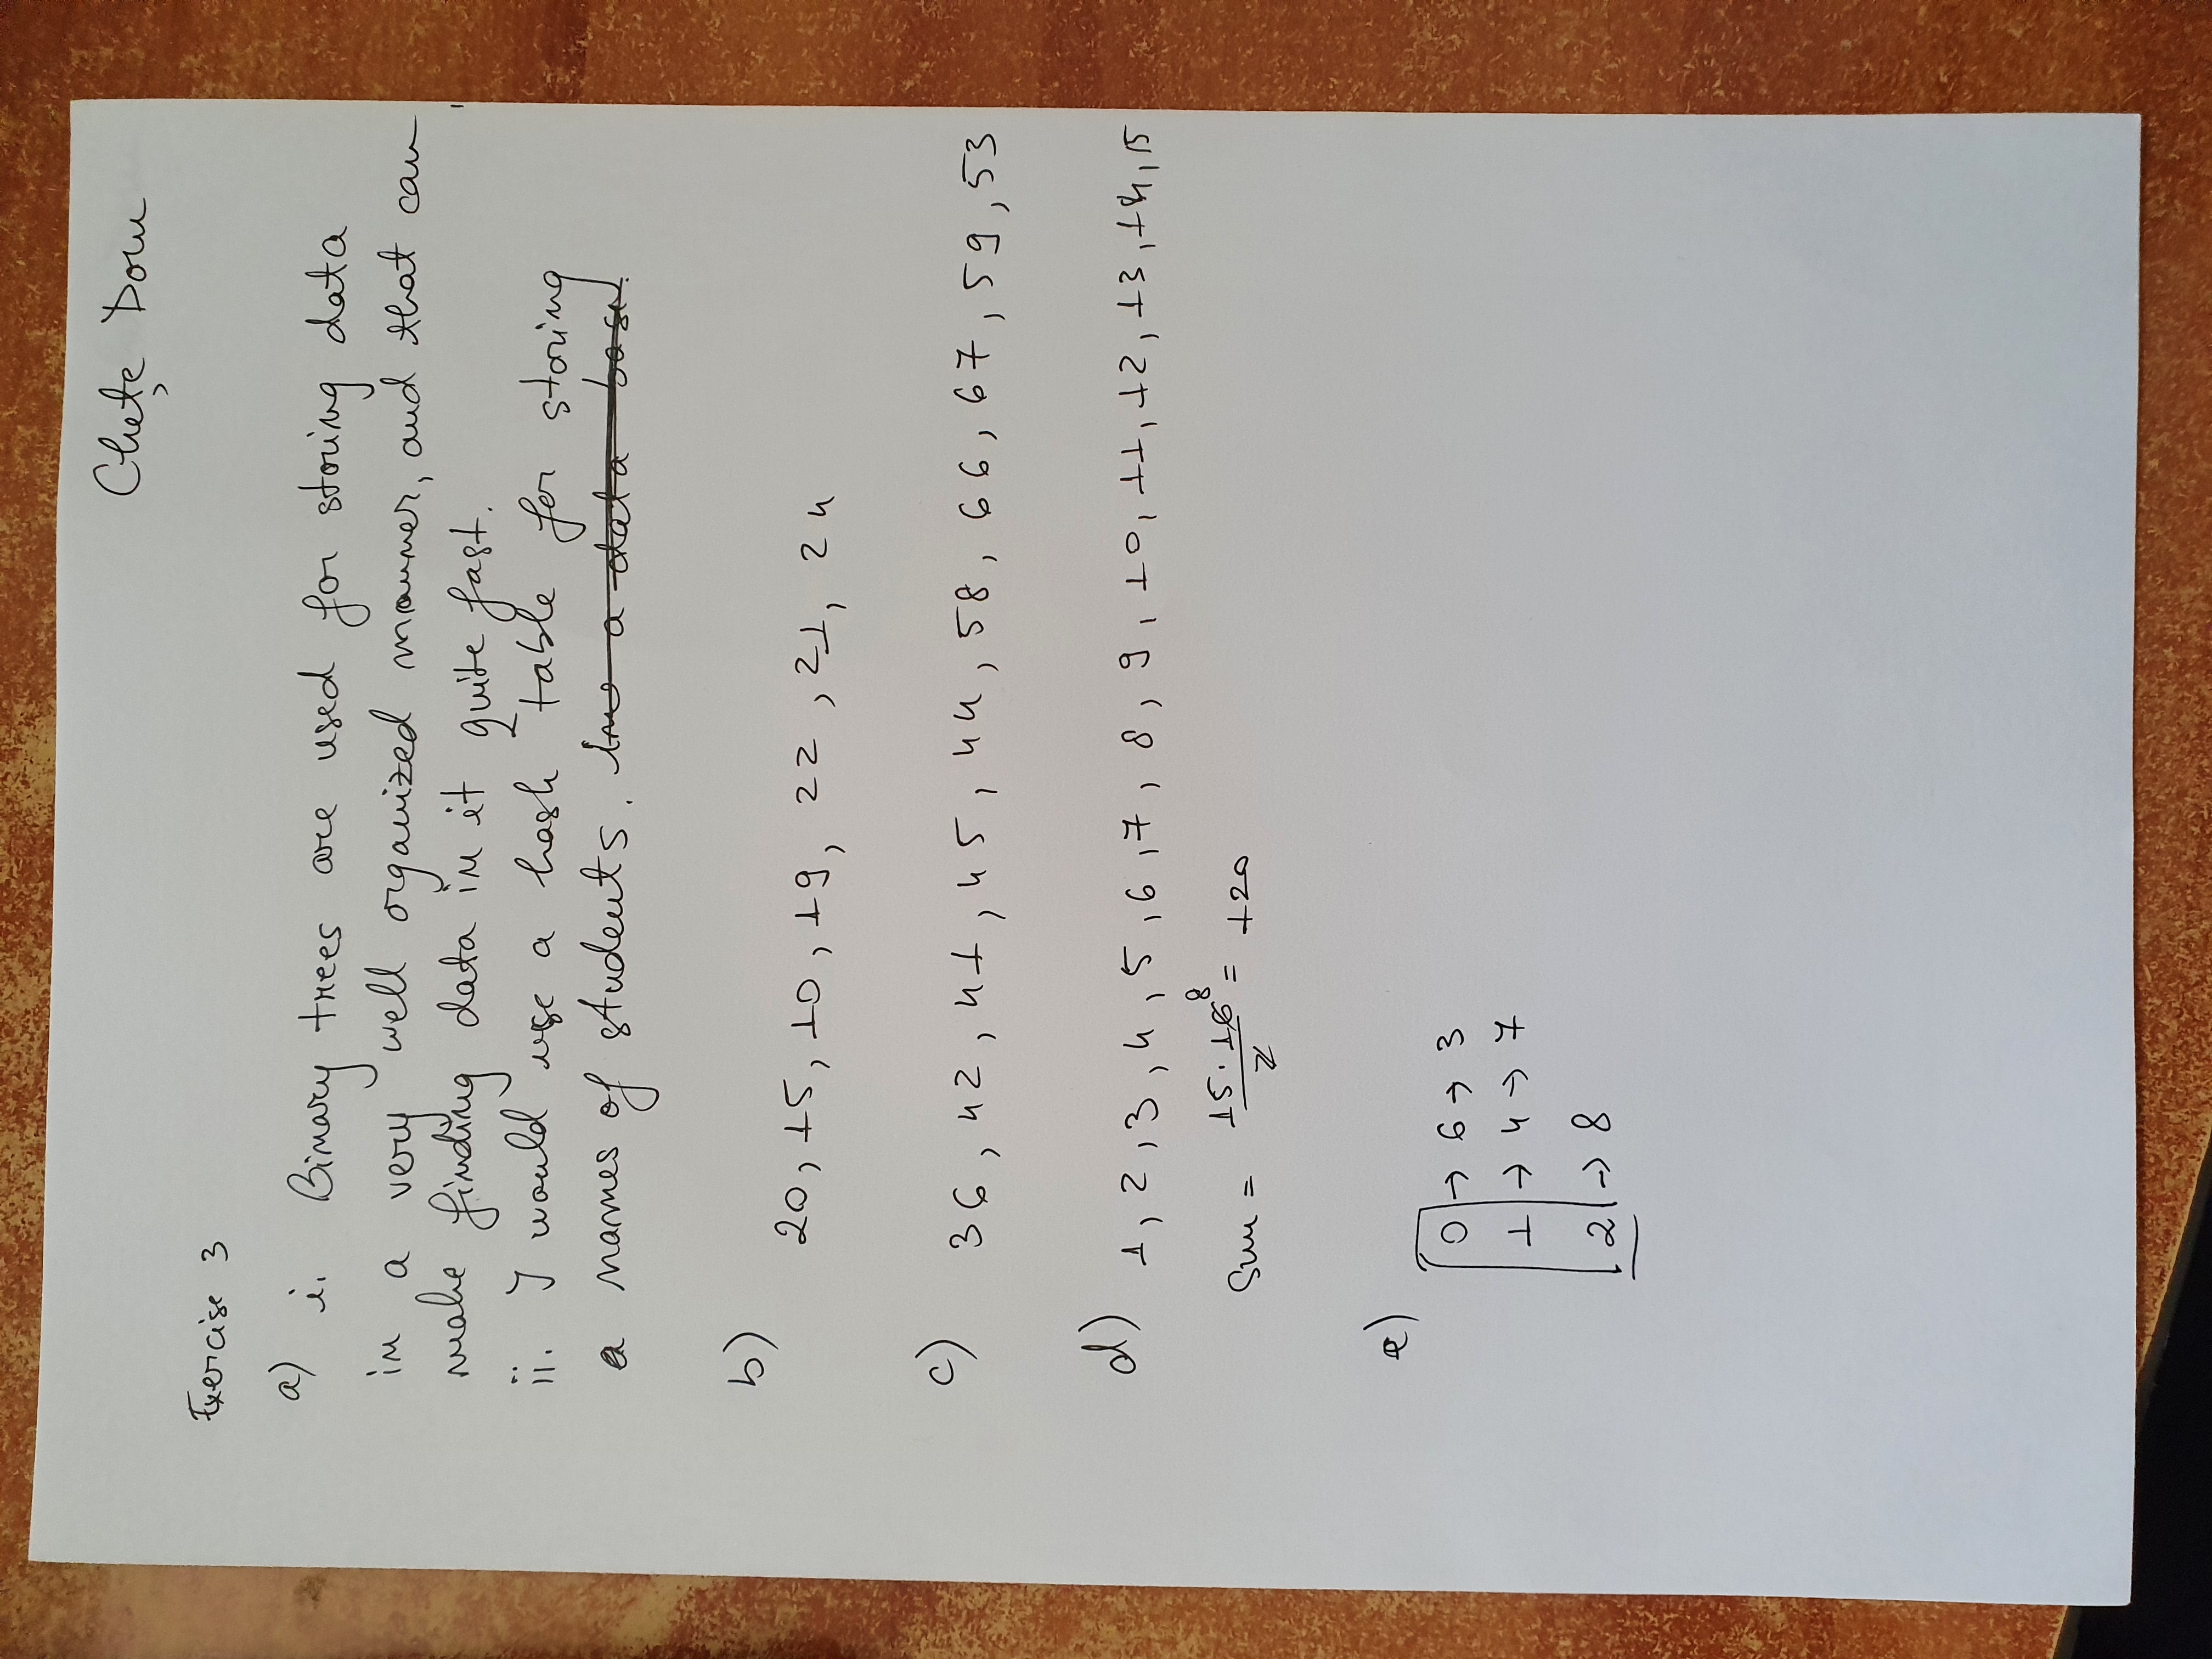 Chețe Doru
Exercise 3
a) i. Binary trees are used for storing data
in a very well organized manner, and that can
make finding data in it quite fast.
ii. I would use a hash table for storing
a names of students. a data base.
b)
20, 15, 10, 19, 22, 21, 24
c) 36, 42, 41, 45, 44, 58, 66, 67, 59, 53
d) 1, 2, 3, 4, 5, 6, 7, 8, 9, 10, 11, 12, 13, 14, 15
Sum = 15·16 8 / 2 = 120
e)
0 → 6 → 3
1 → 4 → 7
2 → 8